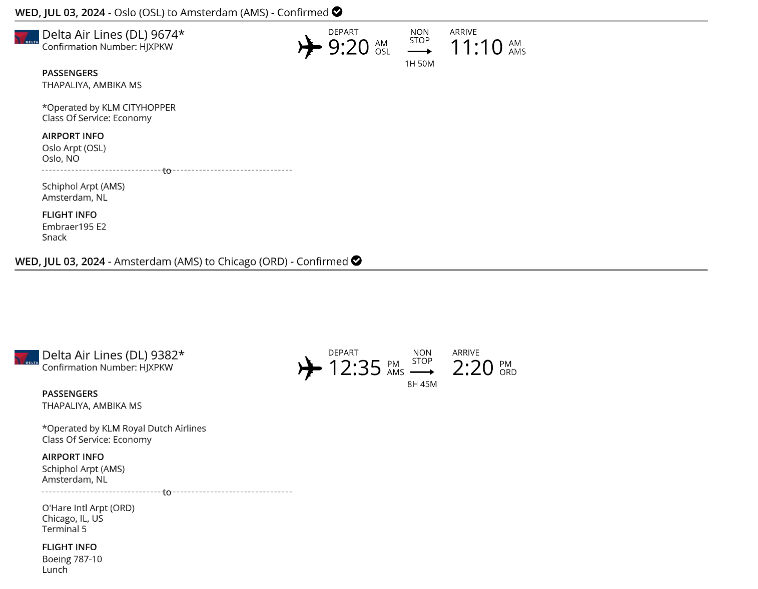 WED, JUL 03, 2024 - Oslo (OSL) to Amsterdam (AMS) - Confirmed
DELTA
Delta Air Lines (DL) 9674*
Confirmation Number: HJXPKW
DEPART
9:20 AM OSL
NON STOP
1H 50M
ARRIVE
11:10 AM AMS
PASSENGERS
THAPALIYA, AMBIKA MS
*Operated by KLM CITYHOPPER
Class Of Service: Economy
AIRPORT INFO
Oslo Arpt (OSL)
Oslo, NO
to
Schiphol Arpt (AMS)
Amsterdam, NL
FLIGHT INFO
Embraer195 E2
Snack
WED, JUL 03, 2024 - Amsterdam (AMS) to Chicago (ORD) - Confirmed
DELTA
Delta Air Lines (DL) 9382*
Confirmation Number: HJXPKW
DEPART
12:35 PM AMS
NON STOP
8H 45M
ARRIVE
2:20 PM ORD
PASSENGERS
THAPALIYA, AMBIKA MS
*Operated by KLM Royal Dutch Airlines
Class Of Service: Economy
AIRPORT INFO
Schiphol Arpt (AMS)
Amsterdam, NL
to
O'Hare Intl Arpt (ORD)
Chicago, IL, US
Terminal 5
FLIGHT INFO
Boeing 787-10
Lunch